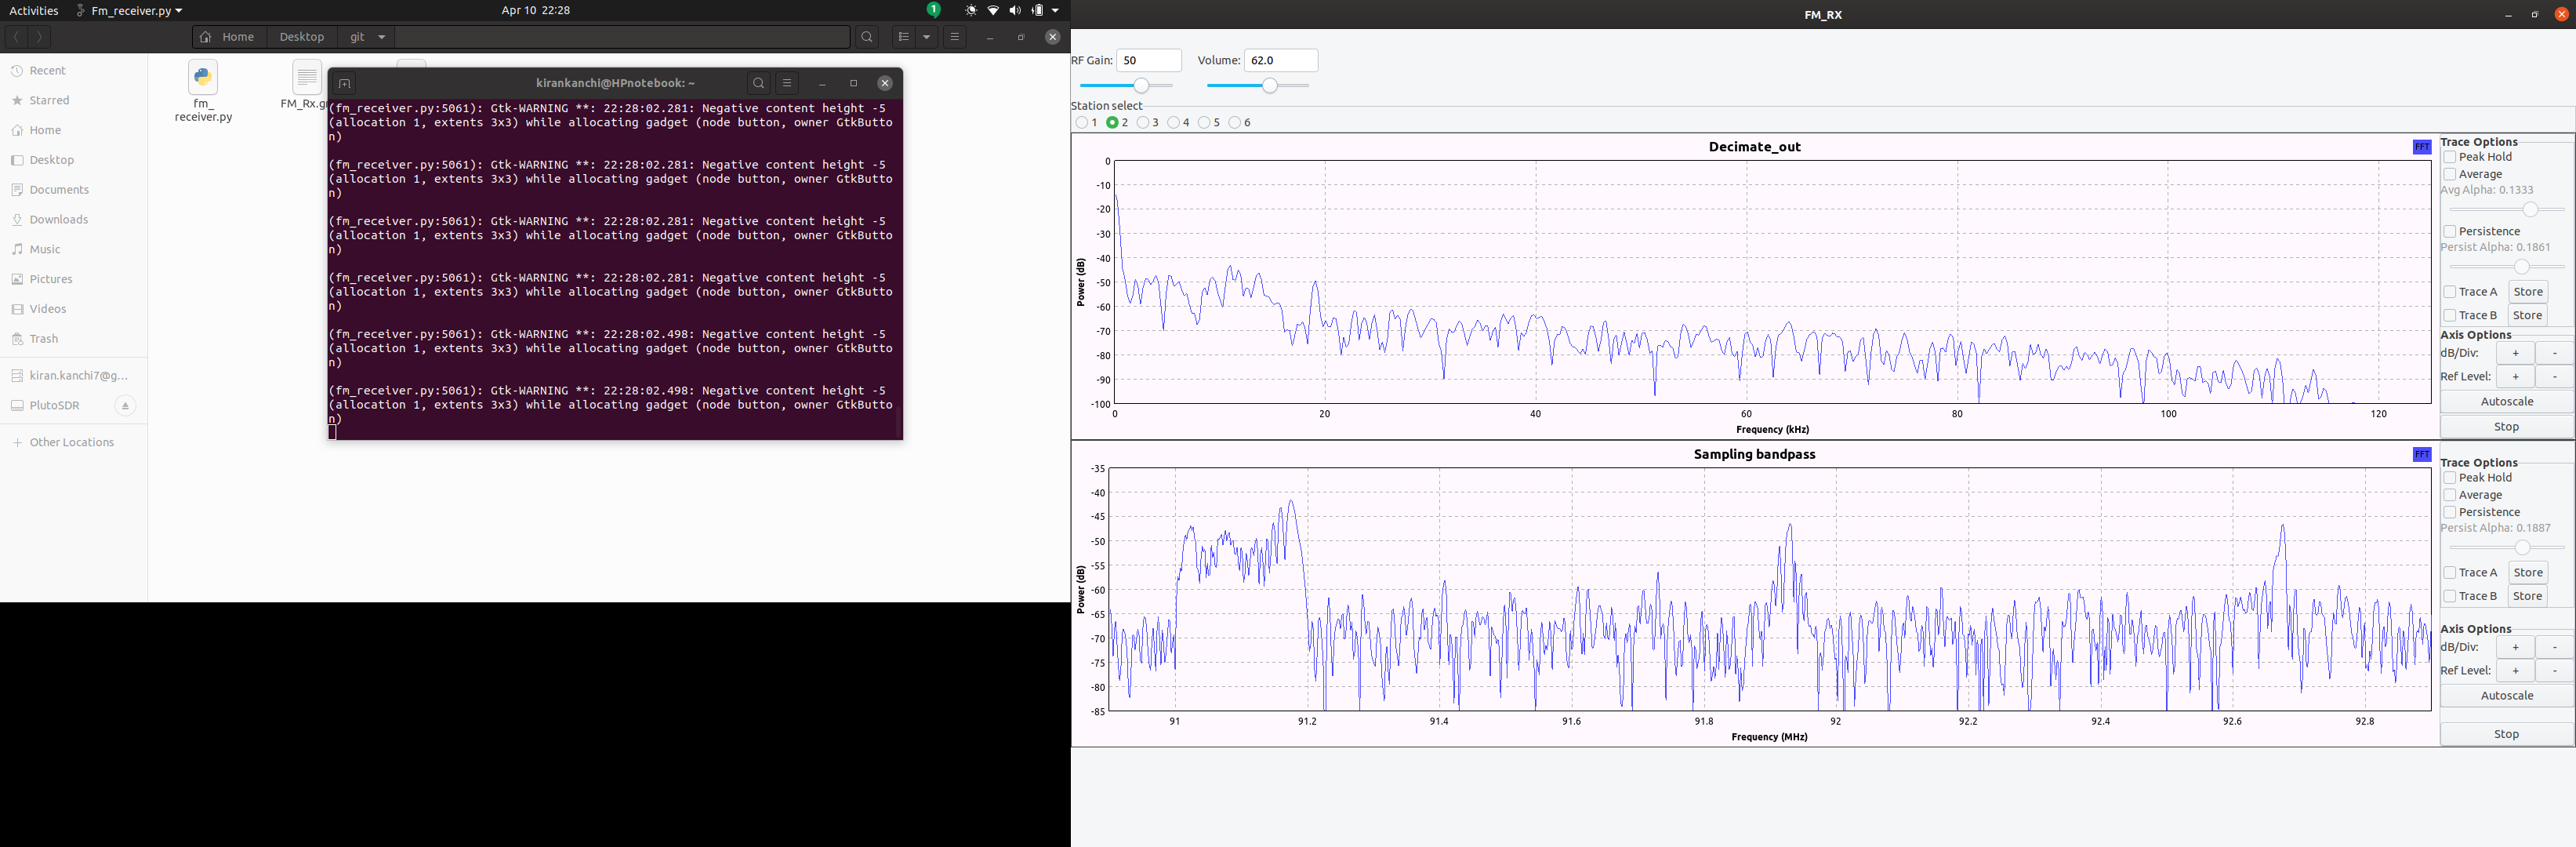 Activities Fm_receiver.py Apr 10 22:28 1
Home Desktop git
Recent
Starred
Home
Desktop
Documents
Downloads
Music
Pictures
Videos
Trash
kiran.kanchi7@g...
PlutoSDR
Other Locations
fm_
receiver.py
FM_Rx.gr
kirankanchi@HPnotebook: ~
(fm_receiver.py:5061): Gtk-WARNING **: 22:28:02.281: Negative content height -5
(allocation 1, extents 3x3) while allocating gadget (node button, owner GtkButto
n)
(fm_receiver.py:5061): Gtk-WARNING **: 22:28:02.281: Negative content height -5
(allocation 1, extents 3x3) while allocating gadget (node button, owner GtkButto
n)
(fm_receiver.py:5061): Gtk-WARNING **: 22:28:02.281: Negative content height -5
(allocation 1, extents 3x3) while allocating gadget (node button, owner GtkButto
n)
(fm_receiver.py:5061): Gtk-WARNING **: 22:28:02.281: Negative content height -5
(allocation 1, extents 3x3) while allocating gadget (node button, owner GtkButto
n)
(fm_receiver.py:5061): Gtk-WARNING **: 22:28:02.498: Negative content height -5
(allocation 1, extents 3x3) while allocating gadget (node button, owner GtkButto
n)
(fm_receiver.py:5061): Gtk-WARNING **: 22:28:02.498: Negative content height -5
(allocation 1, extents 3x3) while allocating gadget (node button, owner GtkButto
n)
FM_RX
RF Gain: 50 Volume: 62.0
Station select
1 2 3 4 5 6
Decimate_out
FFT
0
-10
-20
-30
-40
-50
-60
-70
-80
-90
-100
Power (dB)
0 20 40 60 80 100 120
Frequency (kHz)
Trace Options
Peak Hold
Average
Avg Alpha: 0.1333
Persistence
Persist Alpha: 0.1861
Trace A Store
Trace B Store
Axis Options
dB/Div: + -
Ref Level: + -
Autoscale
Stop
Sampling bandpass
FFT
-35
-40
-45
-50
-55
-60
-65
-70
-75
-80
-85
Power (dB)
91 91.2 91.4 91.6 91.8 92 92.2 92.4 92.6 92.8
Frequency (MHz)
Trace Options
Peak Hold
Average
Persistence
Persist Alpha: 0.1887
Trace A Store
Trace B Store
Axis Options
dB/Div: + -
Ref Level: + -
Autoscale
Stop